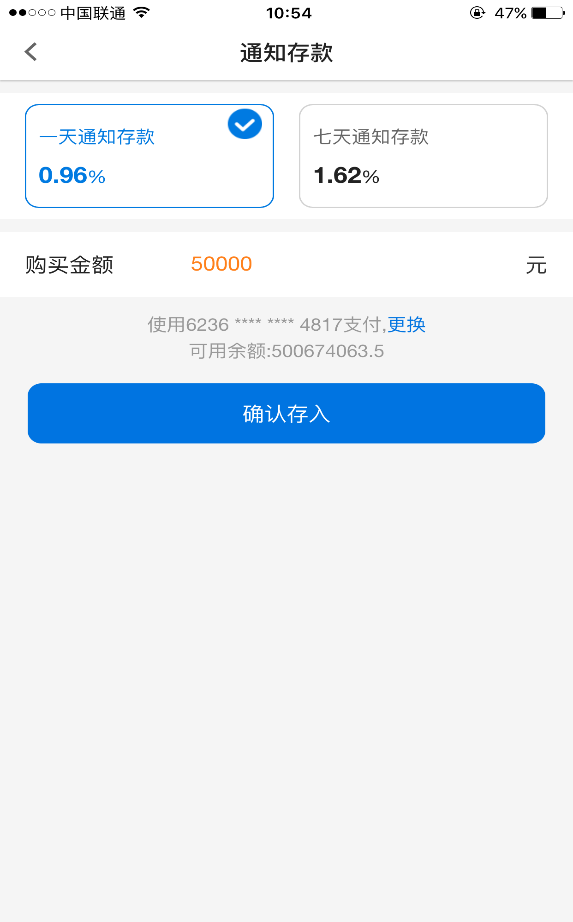 中国联通 10:54 47%
通知存款
一天通知存款 七天通知存款
0.96% 1.62%
购买金额 50000 元
使用6236 **** **** 4817支付,更换
可用余额:500674063.5
确认存入